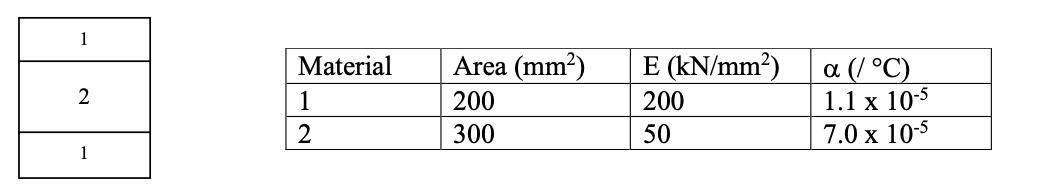 1
2
1
Material Area (mm²) E (kN/mm²) α (/ °C)
1 200 200 1.1 x 10⁻⁵
2 300 50 7.0 x 10⁻⁵